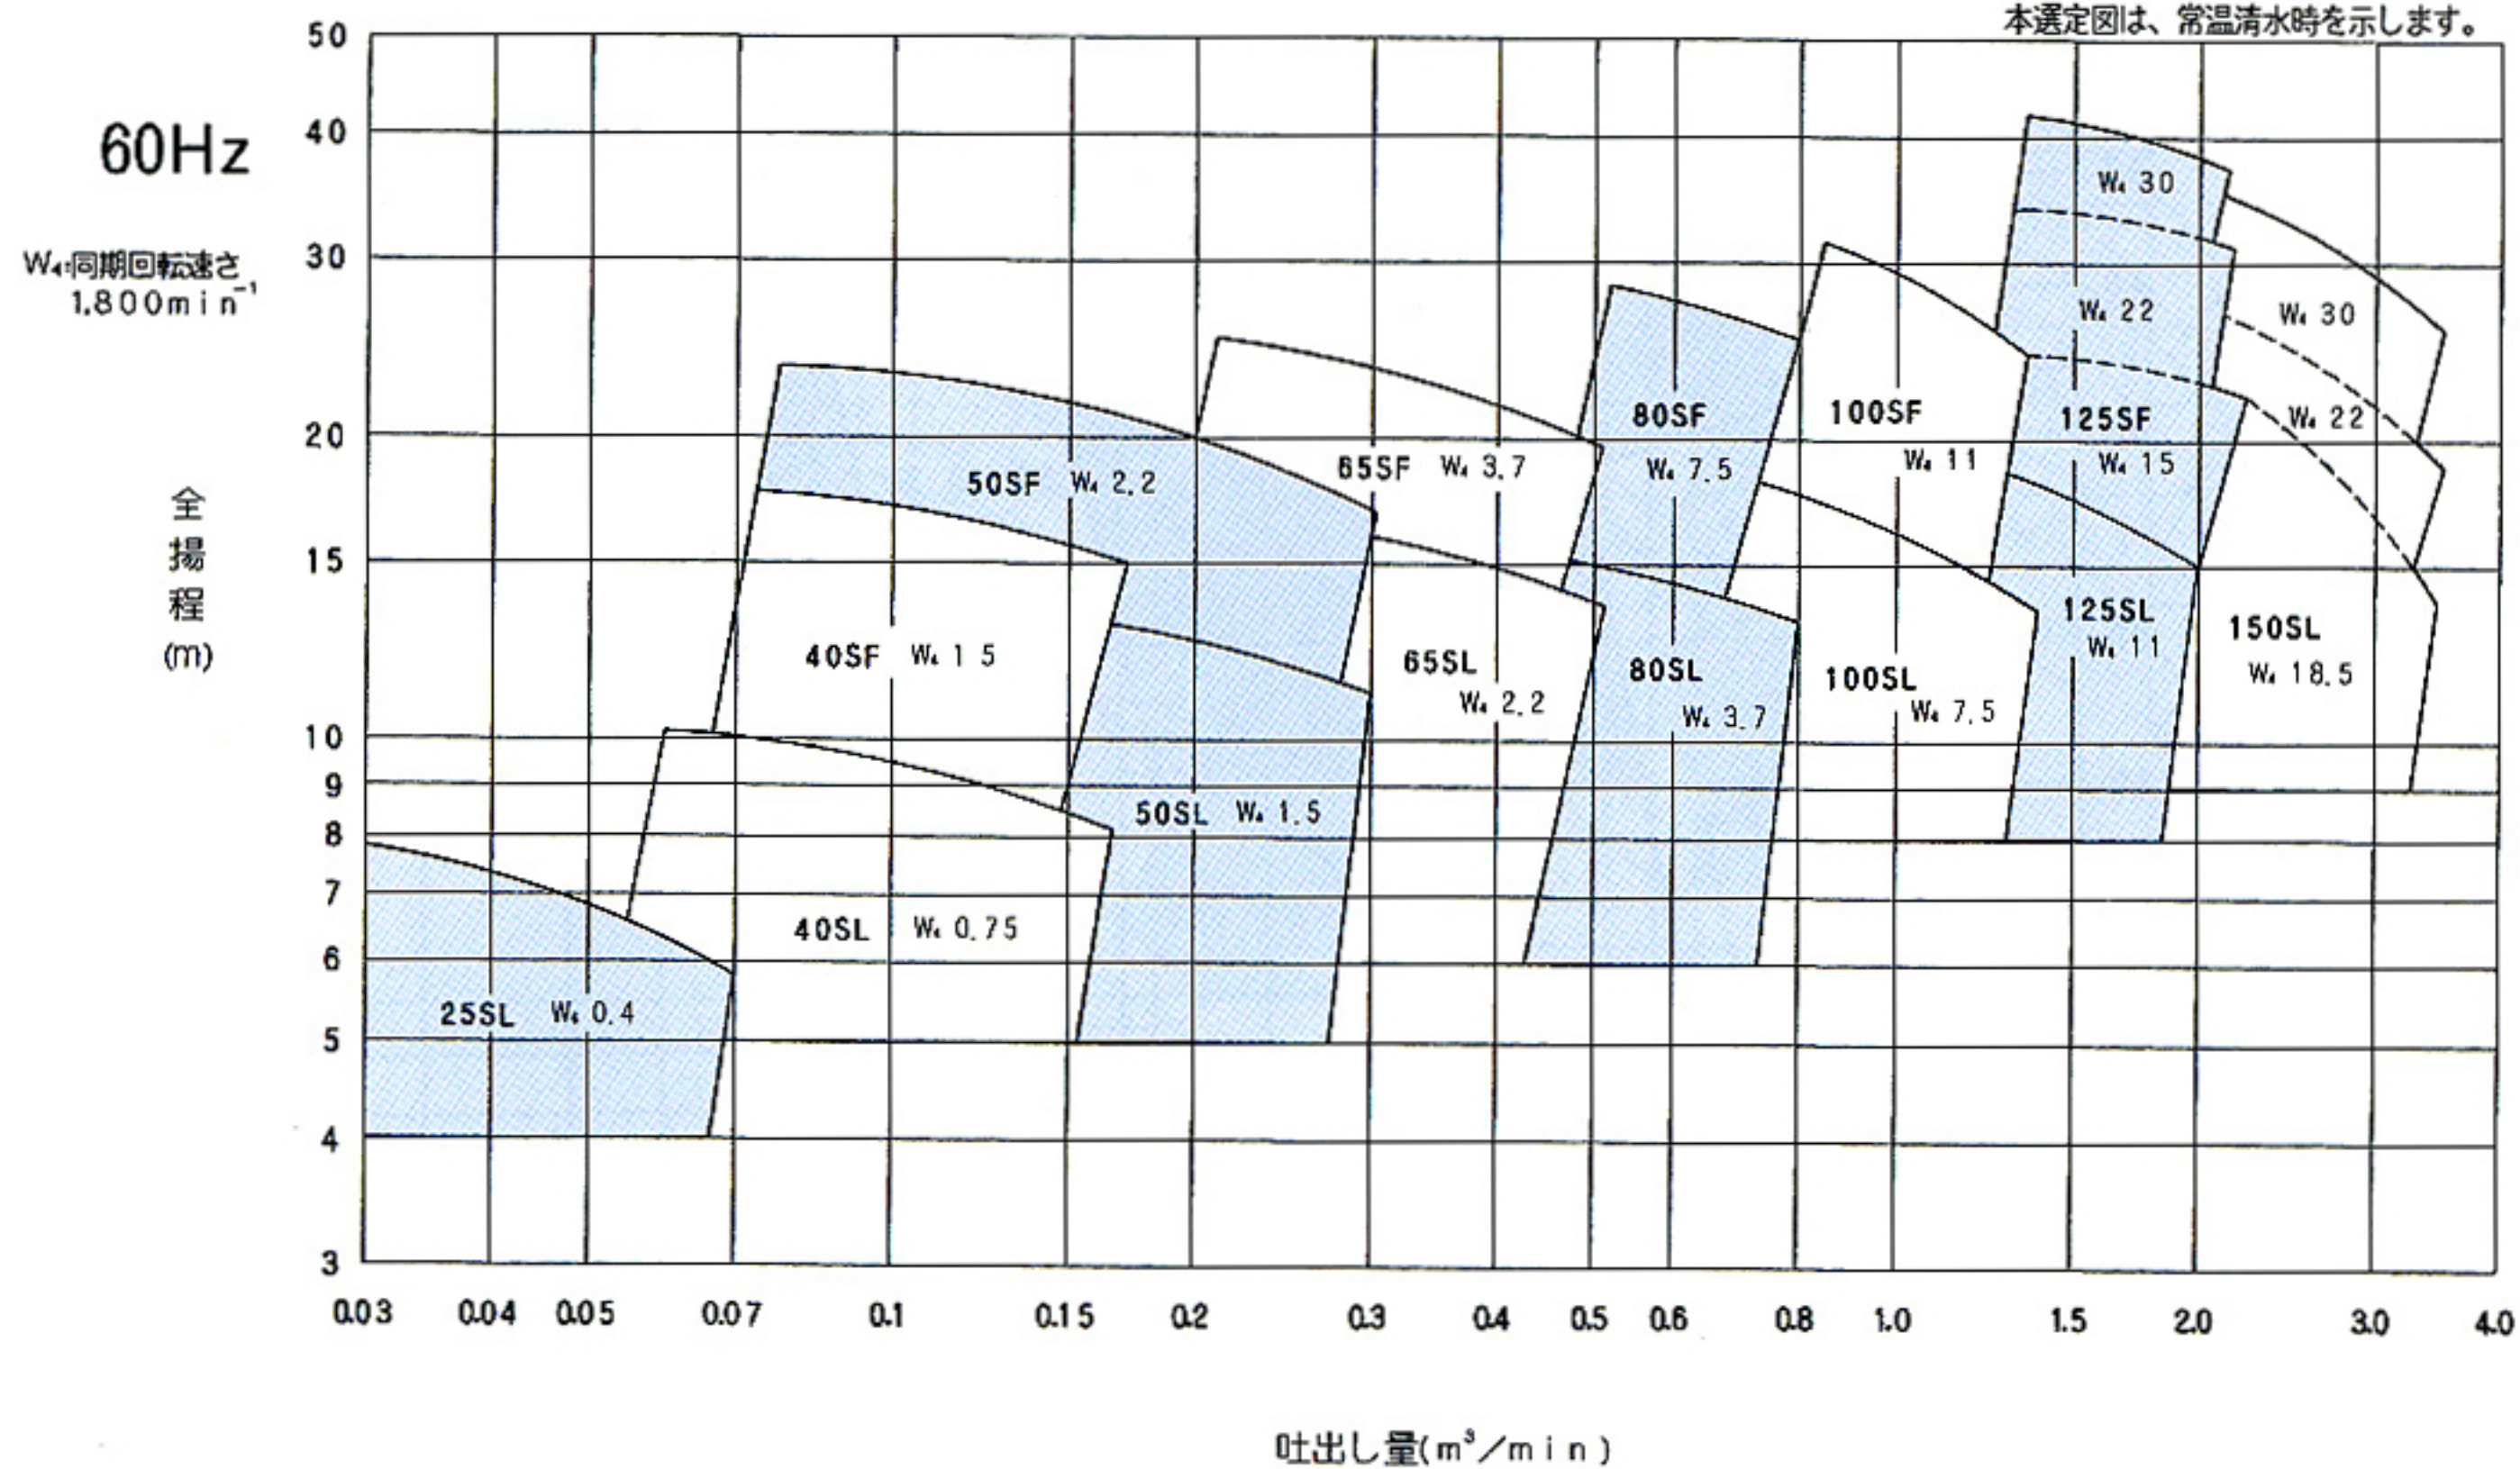 本選定図は、常温清水時を示します。
60Hz
W₄:同期回転速さ
1,800min⁻¹
全
揚
程
(m)
50
40
30
20
15
10
9
8
7
6
5
4
3
W₄ 30
W₄ 22
W₄ 30
80SF
100SF
125SF
W₄ 22
50SF W₄ 2.2
65SF W₄ 3.7
W₄ 7.5
W₄ 11
W₄ 15
40SF W₄ 1 5
65SL
W₄ 2.2
80SL
W₄ 3.7
100SL
W₄ 7.5
125SL
W₄ 11
150SL
W₄ 18.5
50SL W₄ 1.5
40SL W₄ 0.75
25SL W₄ 0.4
0.03 0.04 0.05 0.07 0.1 0.15 0.2 0.3 0.4 0.5 0.6 0.8 1.0 1.5 2.0 3.0 4.0
吐出し量(m³/min)